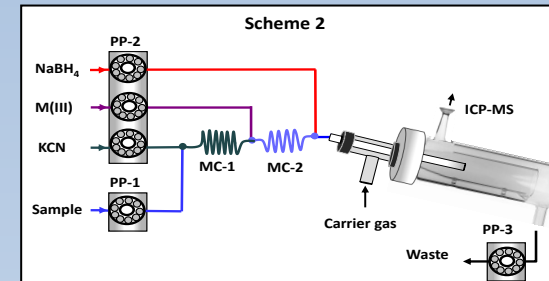 Scheme 2
PP-2
NaBH₄
M(III)
KCN
MC-1
MC-2
PP-1
Sample
Carrier gas
ICP-MS
PP-3
Waste